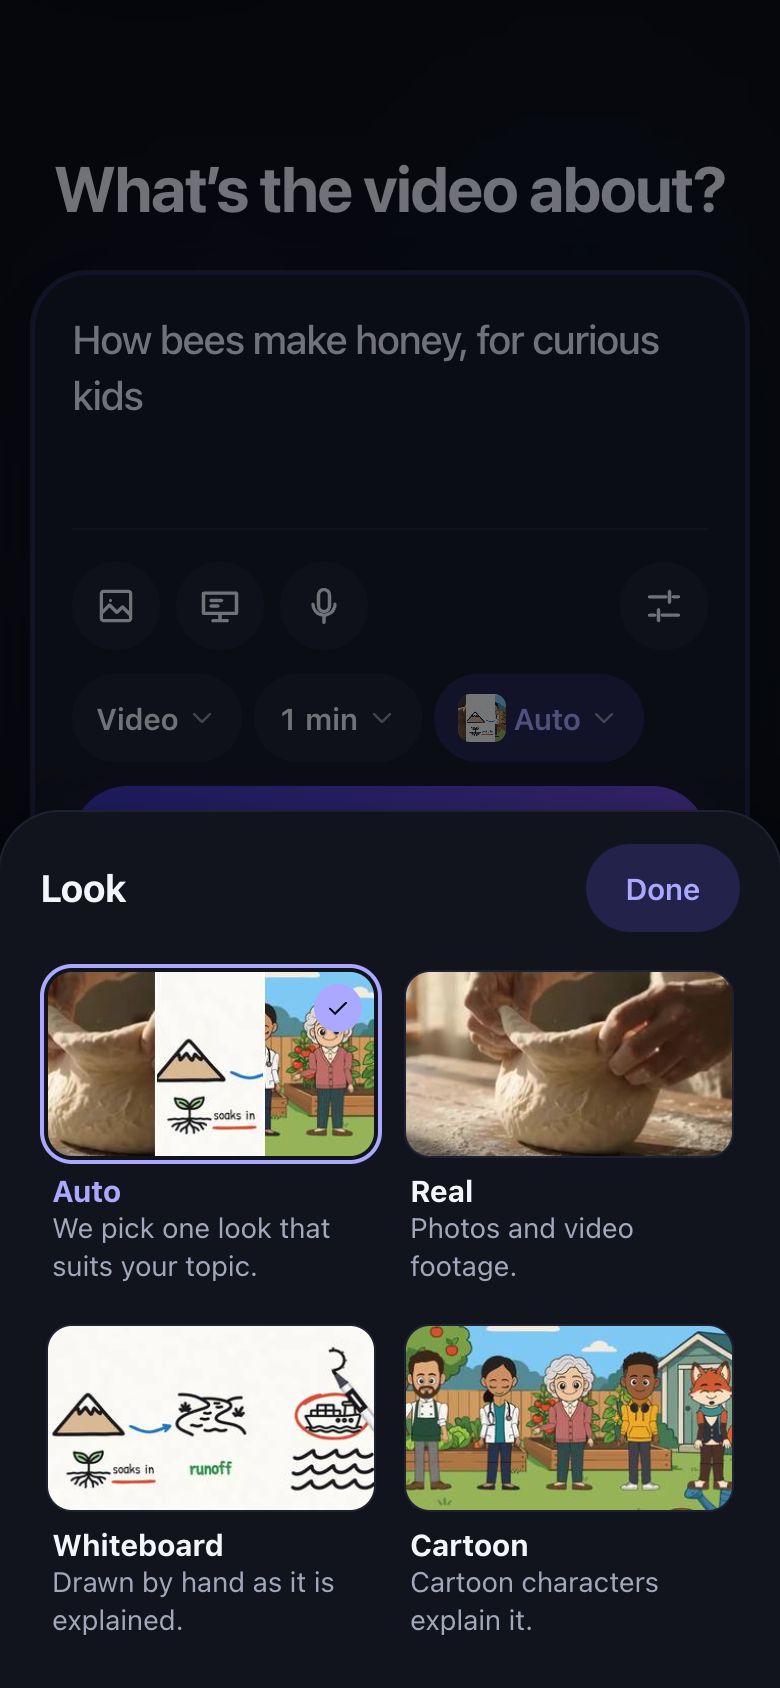 What's the video about?
How bees make honey, for curious
kids
Video
1 min
Auto
Look
Done
soaks in
Auto
We pick one look that
suits your topic.
Real
Photos and video
footage.
soaks in
runoff
Whiteboard
Drawn by hand as it is
explained.
Cartoon
Cartoon characters
explain it.